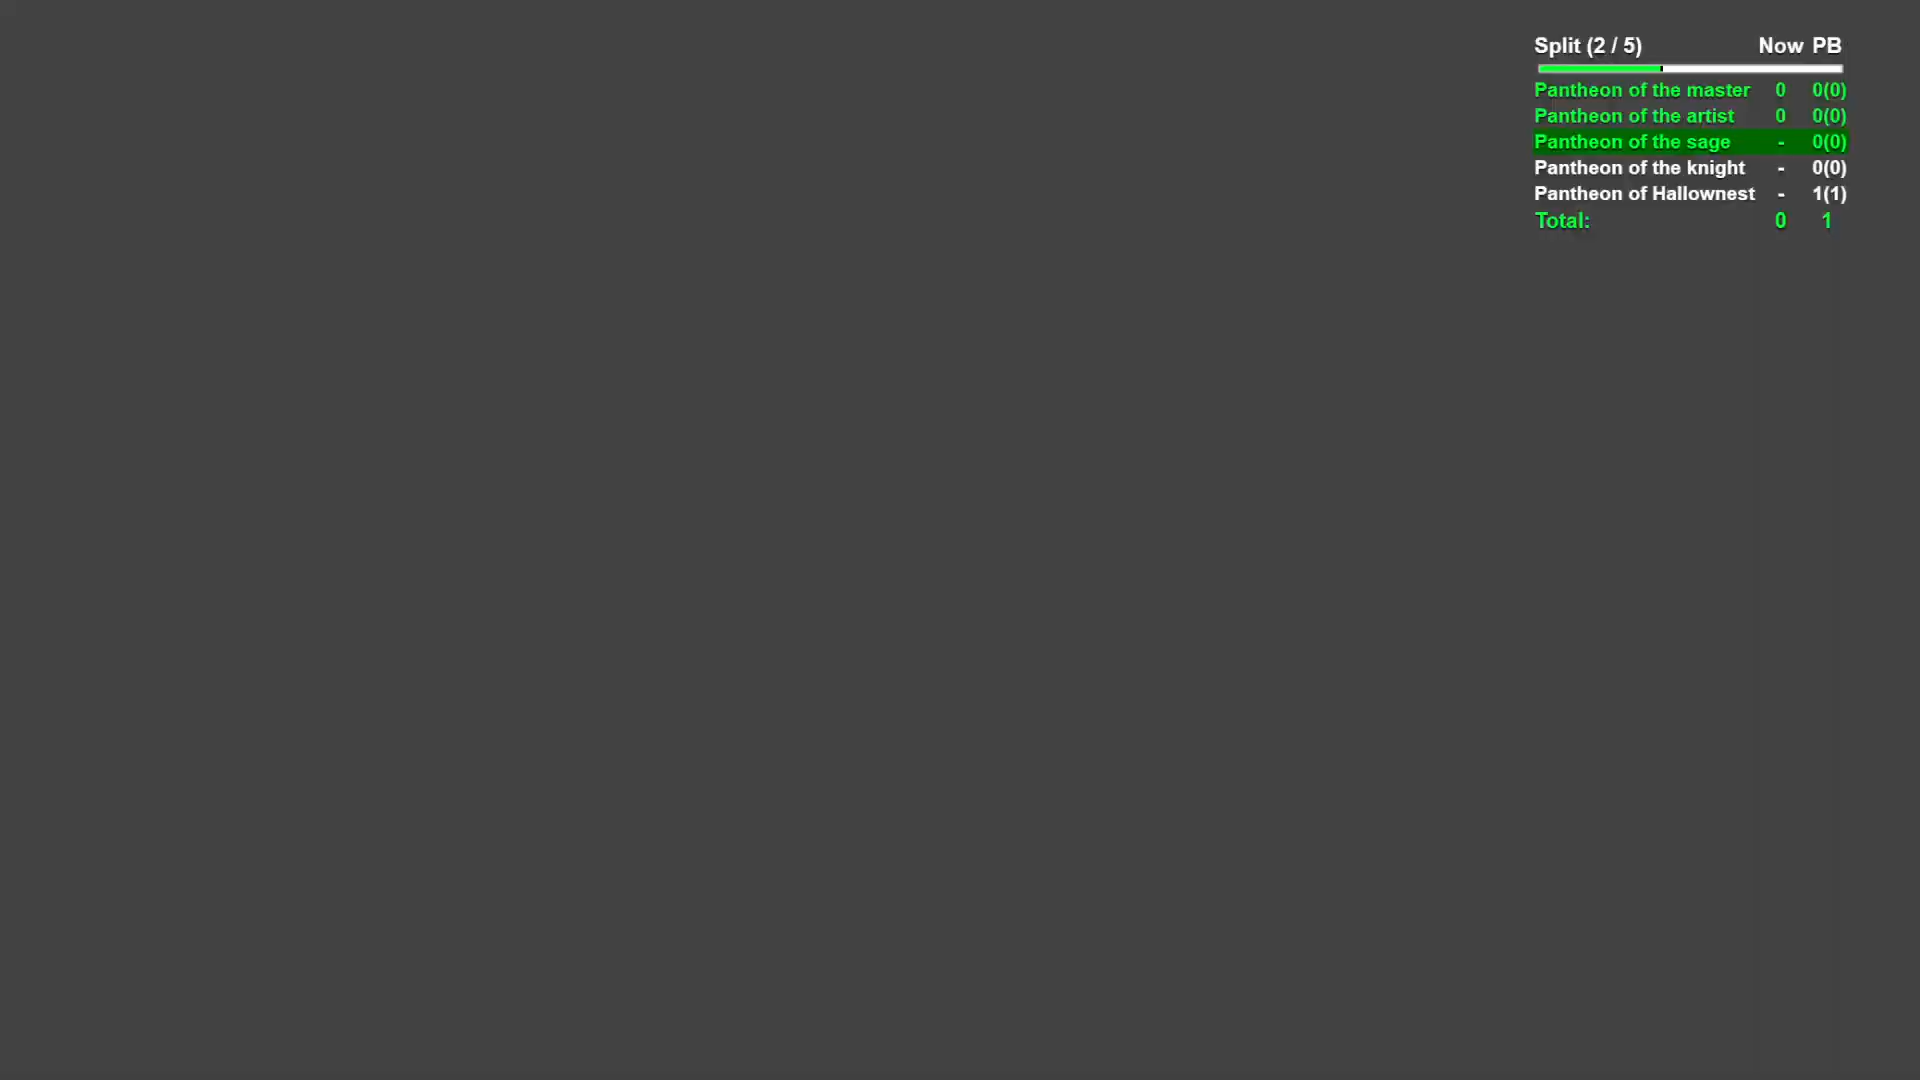 Split (2 / 5) Now PB
Pantheon of the master 0 0(0)
Pantheon of the artist 0 0(0)
Pantheon of the sage - 0(0)
Pantheon of the knight - 0(0)
Pantheon of Hallownest - 1(1)
Total: 0 1